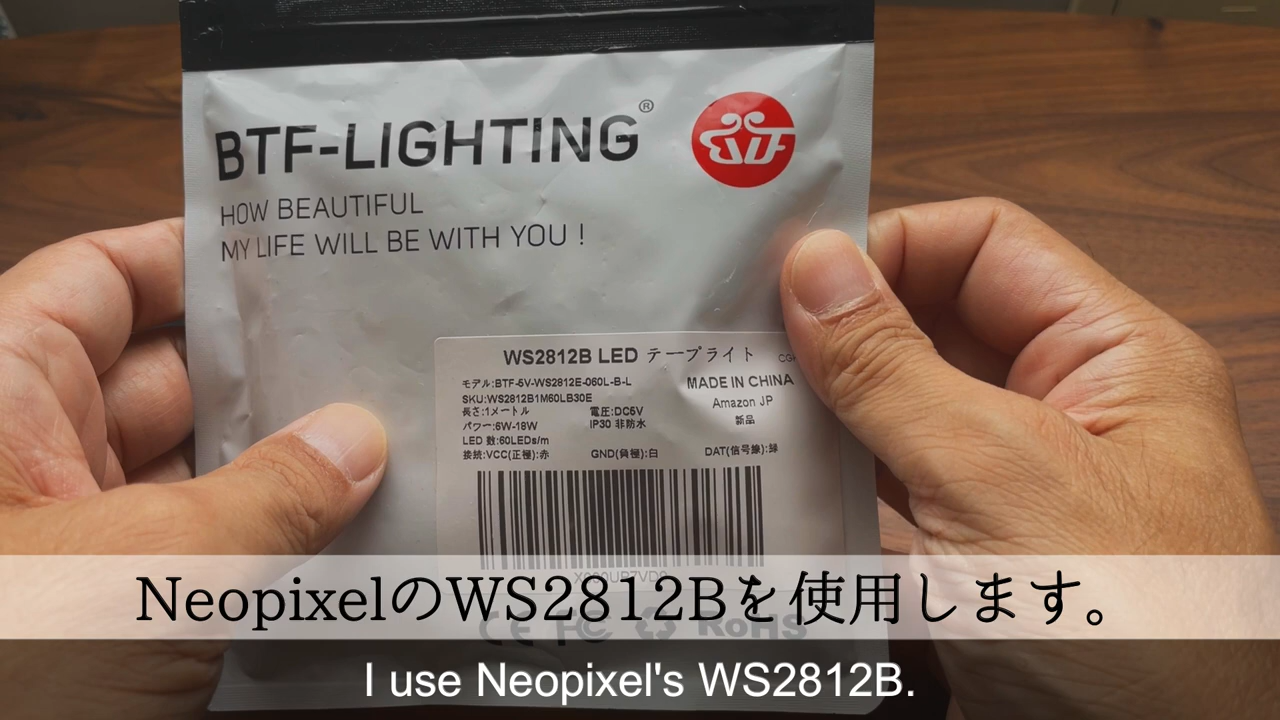 BTF-LIGHTING®
HOW BEAUTIFUL
MY LIFE WILL BE WITH YOU !
WS2812B LED テープライト
モデル:BTF-5V-WS2812E-060L-B-L
SKU:WS2812B1M60LB30E
長さ:1メートル 電圧:DC5V
パワー:6W-18W IP30 非防水
LED 数:60LEDs/m
接続:VCC(正極):赤 GND(負極):白 DAT(信号線):緑
MADE IN CHINA
Amazon JP
新品
NeopixelのWS2812Bを使用します。
CE FC RoHS
I use Neopixel's WS2812B.